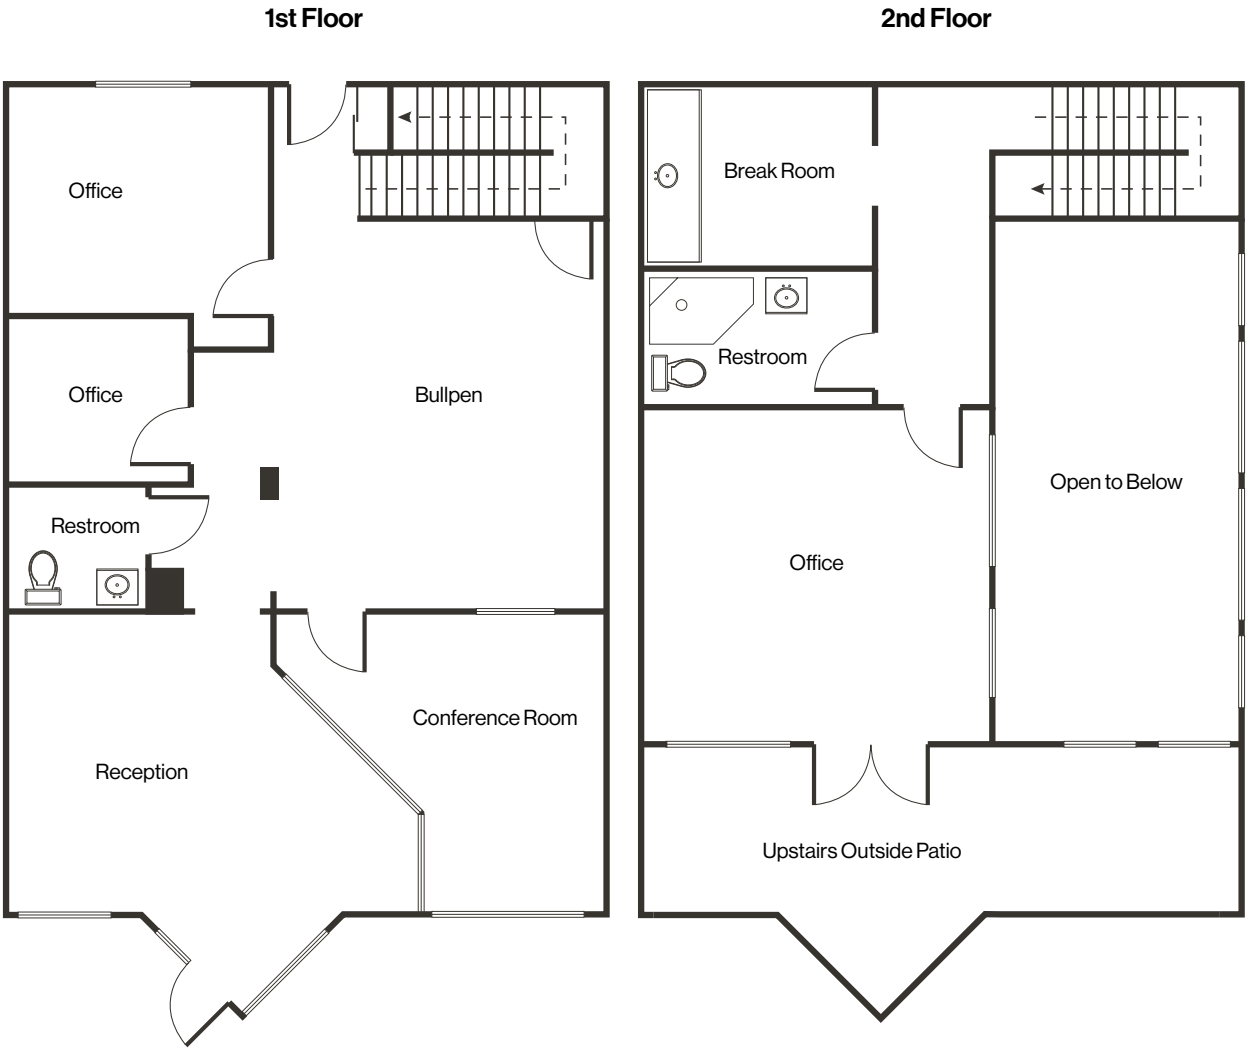 1st Floor
2nd Floor
Office
Break Room
Office
Bullpen
Restroom
Restroom
Open to Below
Office
Conference Room
Reception
Upstairs Outside Patio